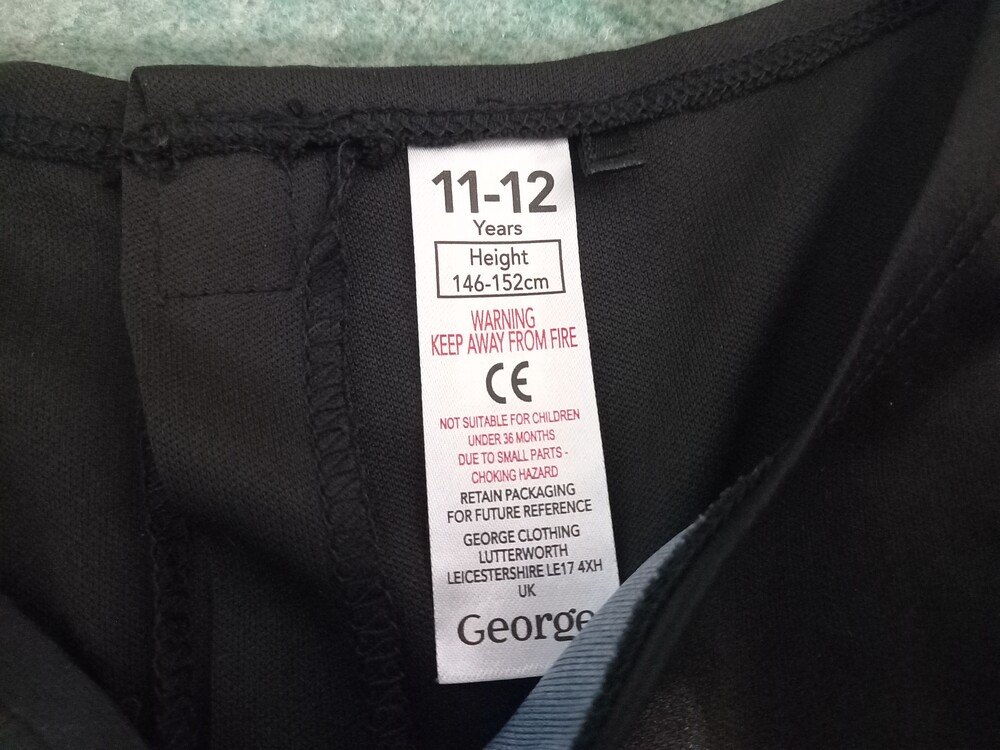 11-12
Years
Height
146-152cm
WARNING
KEEP AWAY FROM FIRE
CE
NOT SUITABLE FOR CHILDREN
UNDER 36 MONTHS
DUE TO SMALL PARTS -
CHOKING HAZARD
RETAIN PACKAGING
FOR FUTURE REFERENCE
GEORGE CLOTHING
LUTTERWORTH
LEICESTERSHIRE LE17 4XH
UK
George